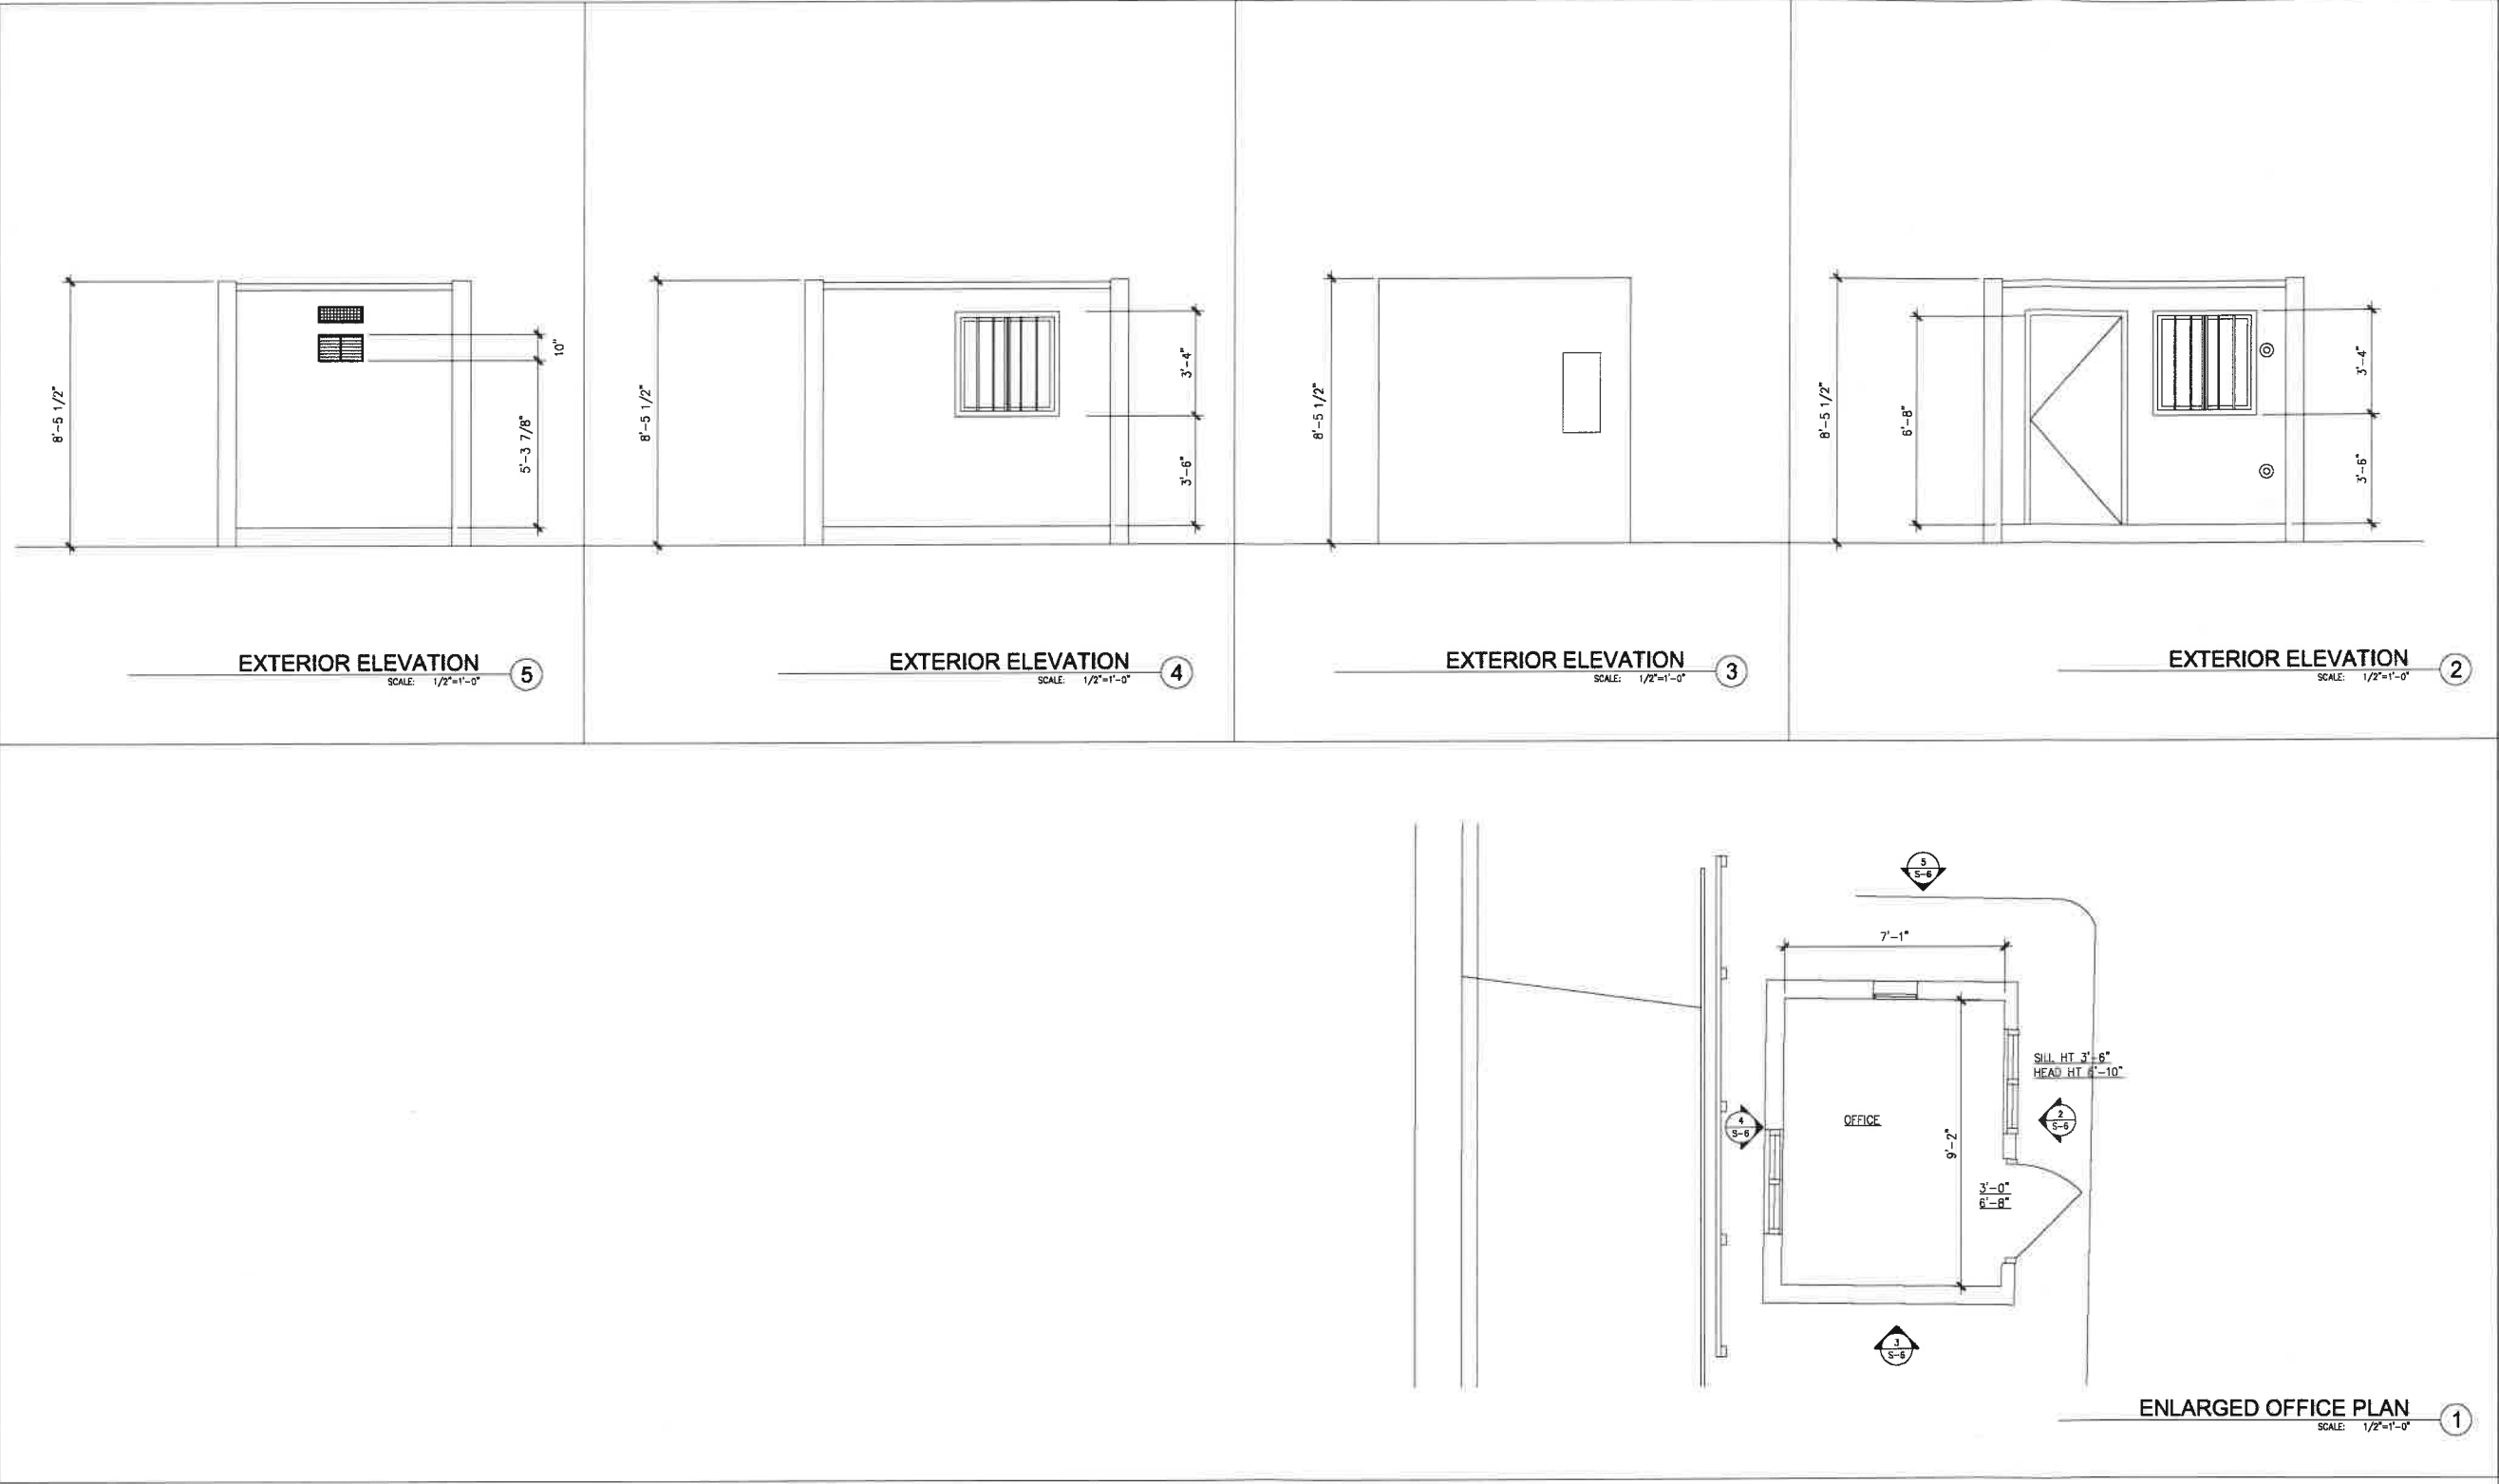 8'-5 1/2"
10"
5'-3 7/8"
EXTERIOR ELEVATION
SCALE: 1/2"=1'-0"
5
8'-5 1/2"
3'-4"
3'-6"
EXTERIOR ELEVATION
SCALE: 1/2"=1'-0"
4
8'-5 1/2"
EXTERIOR ELEVATION
SCALE: 1/2"=1'-0"
3
8'-5 1/2"
6'-8"
3'-4"
3'-6"
EXTERIOR ELEVATION
SCALE: 1/2"=1'-0"
2
5
S-6
7'-1"
SILL HT 3'-6"
HEAD HT 6'-10"
4
S-6
OFFICE
9'-2"
2
S-6
3'-0"
6'-8"
3
S-6
ENLARGED OFFICE PLAN
SCALE: 1/2"=1'-0"
1